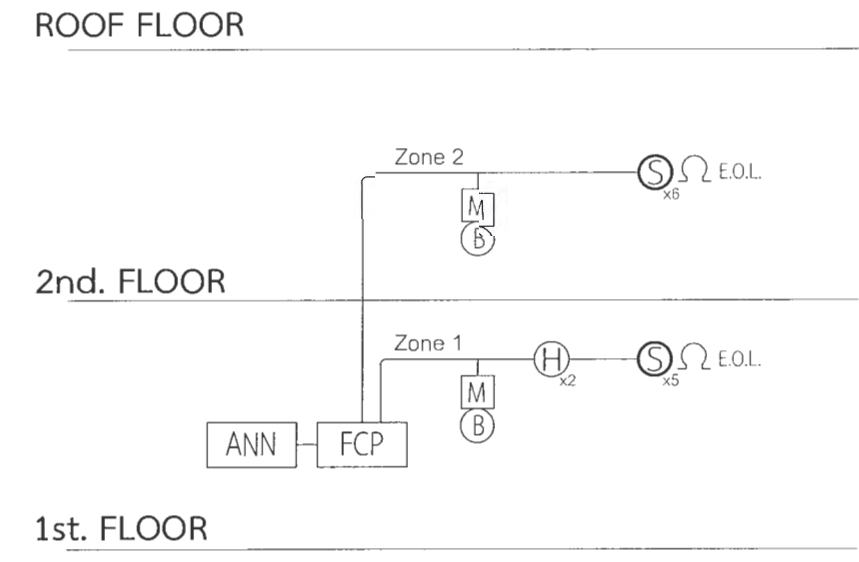 ROOF FLOOR
Zone 2
S Ω E.O.L.
x6
M
B
2nd. FLOOR
Zone 1
H
x2
S Ω E.O.L.
x5
M
B
ANN
FCP
1st. FLOOR